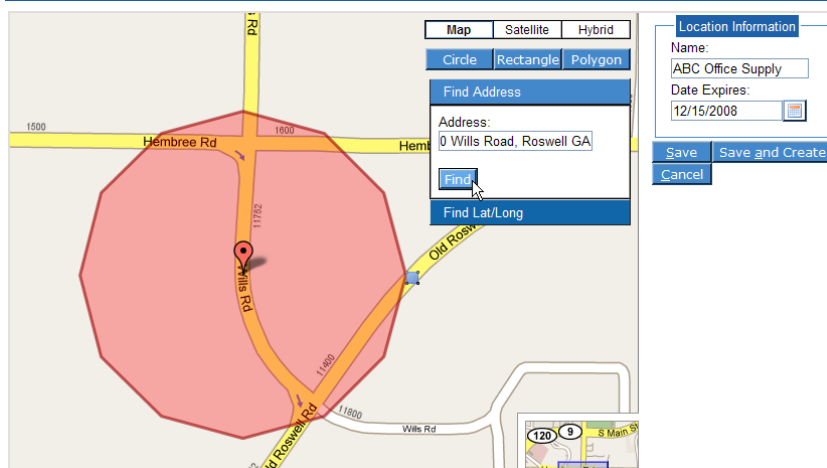 Rd
Map Satellite Hybrid
Circle Rectangle Polygon
Find Address
Address:
0 Wills Road, Roswell GA
Find
Find Lat/Long
Location Information
Name:
ABC Office Supply
Date Expires:
12/15/2008
Save Save and Create
Cancel
1500
Hembree Rd
1600
Hem
11752
Wills Rd
Old Rosw
11400
11800
Wills Rd
ld Roswell Rd
120 9 S Main St